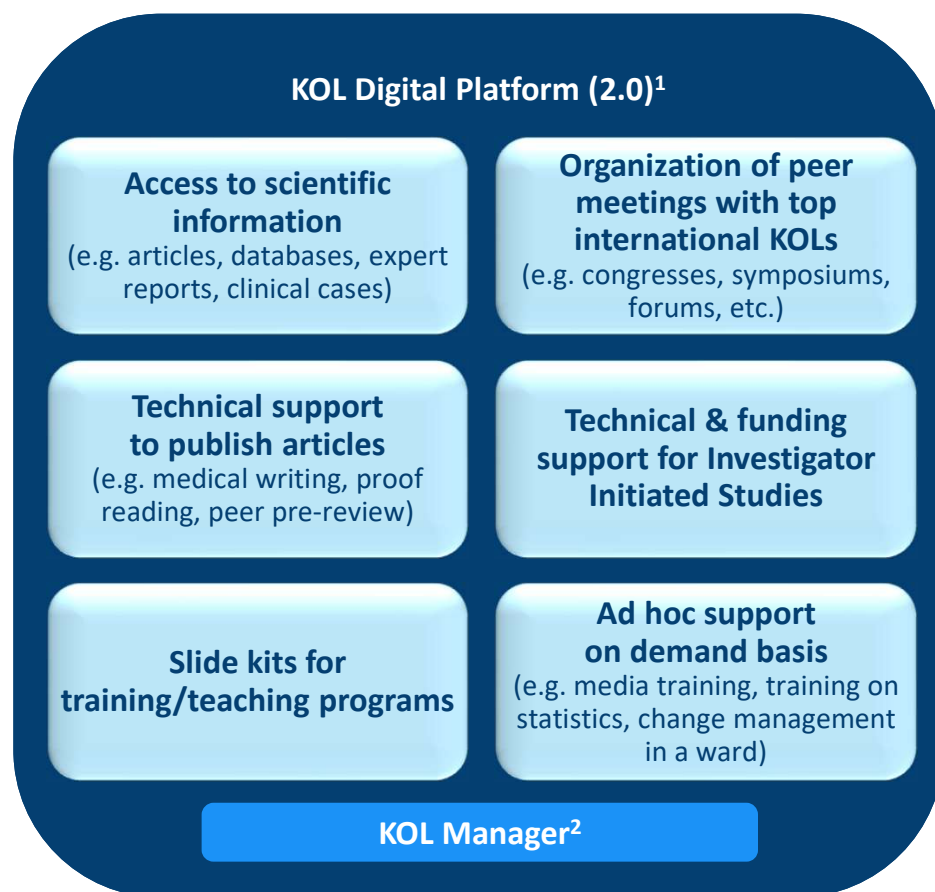 KOL Digital Platform (2.0)¹
Access to scientific
information
(e.g. articles, databases, expert
reports, clinical cases)
Organization of peer
meetings with top
international KOLs
(e.g. congresses, symposiums,
forums, etc.)
Technical support
to publish articles
(e.g. medical writing, proof
reading, peer pre-review)
Technical & funding
support for Investigator
Initiated Studies
Slide kits for
training/teaching programs
Ad hoc support
on demand basis
(e.g. media training, training on
statistics, change management
in a ward)
KOL Manager²